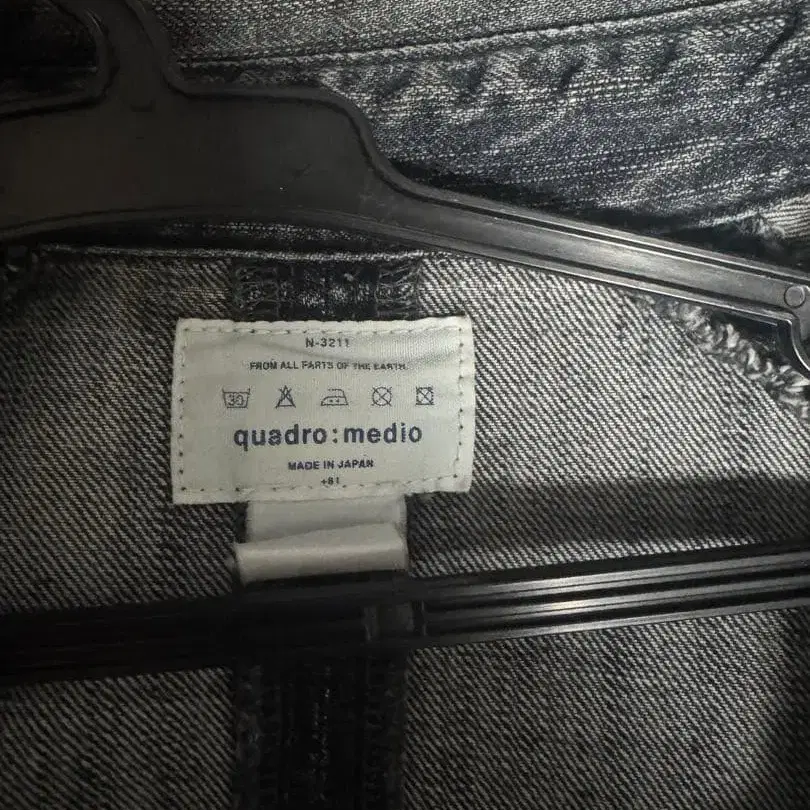 N-3211
FROM ALL PARTS OF THE EARTH.
30
quadro:medio
MADE IN JAPAN
+81